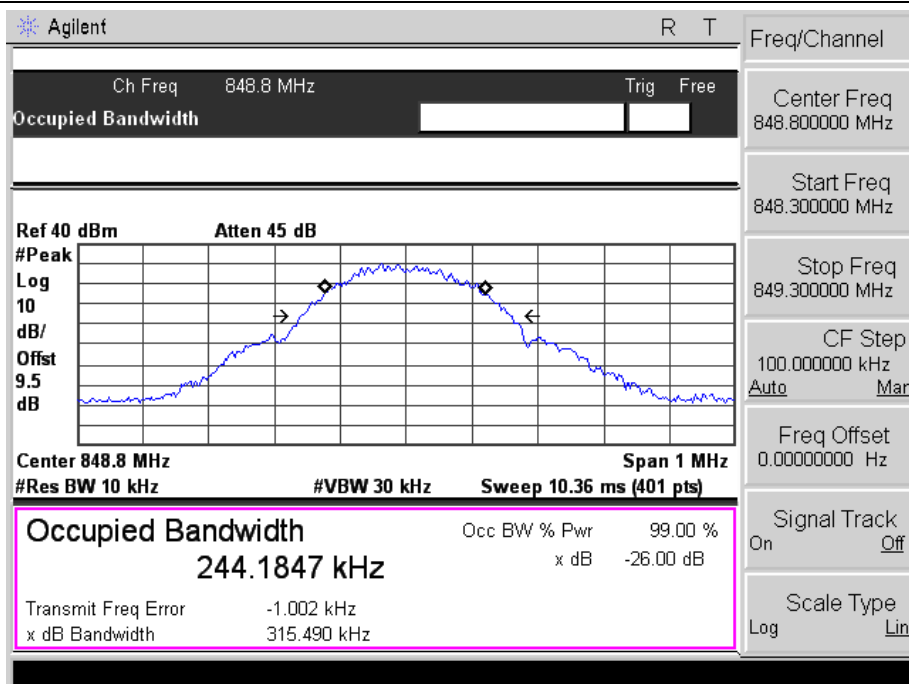 Agilent
R T
Ch Freq 848.8 MHz Trig Free
Occupied Bandwidth
Ref 40 dBm Atten 45 dB
#Peak
Log
10
dB/
Offst
9.5
dB
Center 848.8 MHz Span 1 MHz
#Res BW 10 kHz #VBW 30 kHz Sweep 10.36 ms (401 pts)
Occupied Bandwidth
244.1847 kHz
Occ BW % Pwr 99.00 %
x dB -26.00 dB
Transmit Freq Error -1.002 kHz
x dB Bandwidth 315.490 kHz
Freq/Channel
Center Freq
848.800000 MHz
Start Freq
848.300000 MHz
Stop Freq
849.300000 MHz
CF Step
100.000000 kHz
Auto Man
Freq Offset
0.00000000 Hz
Signal Track
On Off
Scale Type
Log Lin